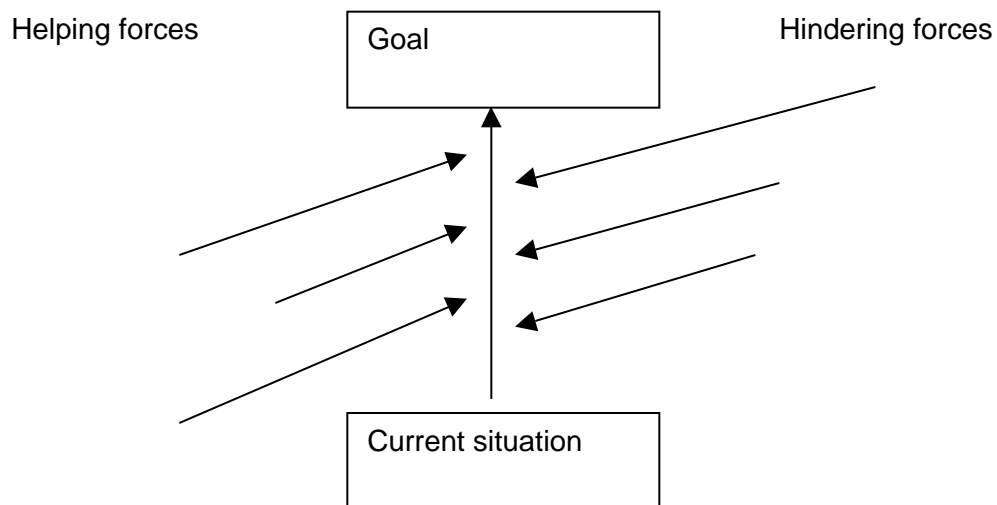 Helping forces
Goal
Hindering forces
Current situation